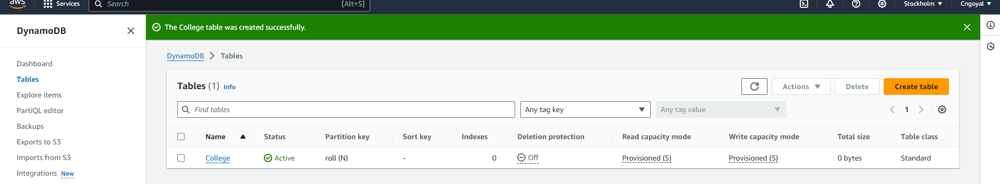 aws Services Search [Alt+S] Stockholm Cngoyal
DynamoDB
The College table was created successfully.
Dashboard
Tables
Explore items
PartiQL editor
Backups
Exports to S3
Imports from S3
Integrations New
DynamoDB Tables
Tables (1) Info Actions Delete Create table
Find tables Any tag key Any tag value 1
Name Status Partition key Sort key Indexes Deletion protection Read capacity mode Write capacity mode Total size Table class
College Active roll (N) - 0 Off Provisioned (5) Provisioned (5) 0 bytes Standard